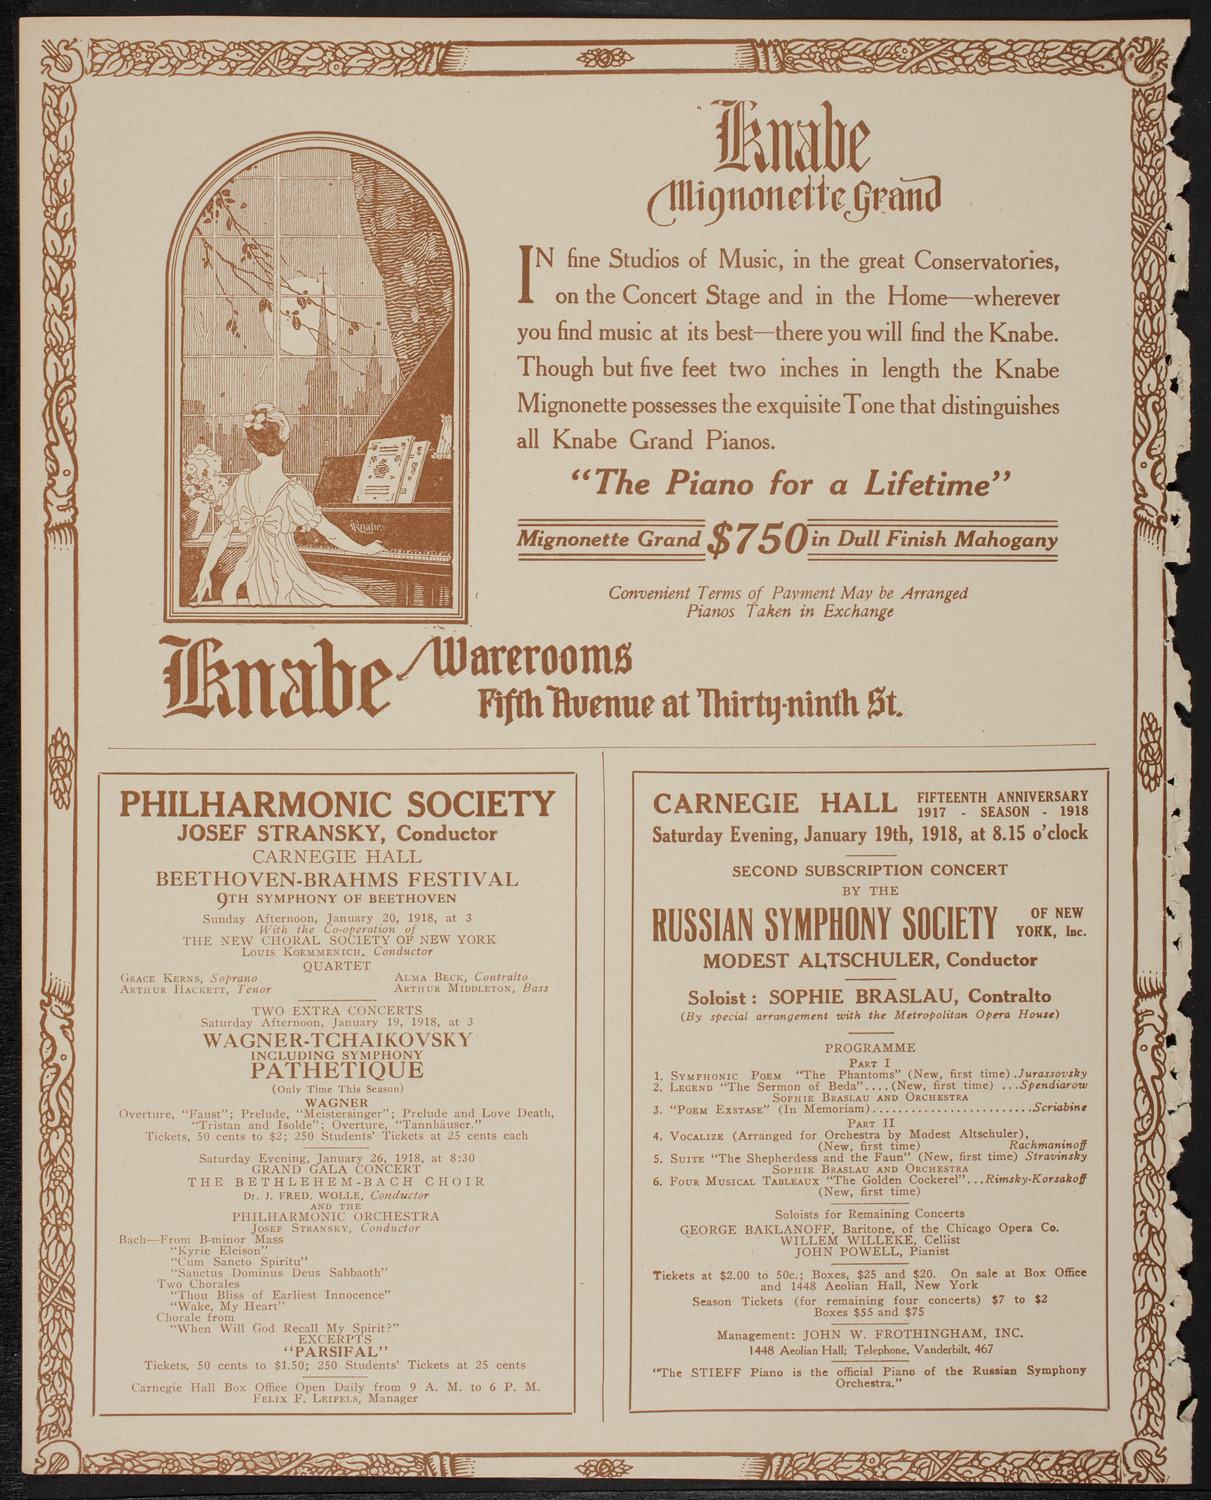 Knabe
Mignonette Grand
IN fine Studios of Music, in the great Conservatories,
on the Concert Stage and in the Home—wherever
you find music at its best—there you will find the Knabe.
Though but five feet two inches in length the Knabe
Mignonette possesses the exquisite Tone that distinguishes
all Knabe Grand Pianos.
"The Piano for a Lifetime"
Mignonette Grand $750 in Dull Finish Mahogany
Convenient Terms of Payment May be Arranged
Pianos Taken in Exchange
Knabe
Knabe Warerooms
Fifth Avenue at Thirty-ninth St.
PHILHARMONIC SOCIETY
JOSEF STRANSKY, Conductor
CARNEGIE HALL
BEETHOVEN-BRAHMS FESTIVAL
9TH SYMPHONY OF BEETHOVEN
Sunday Afternoon, January 20, 1918, at 3
With the Co-operation of
THE NEW CHORAL SOCIETY OF NEW YORK
LOUIS KOEMMENICH, Conductor
QUARTET
GRACE KERNS, Soprano ALMA BECK, Contralto
ARTHUR HACKETT, Tenor ARTHUR MIDDLETON, Bass
TWO EXTRA CONCERTS
Saturday Afternoon, January 19, 1918, at 3
WAGNER-TCHAIKOVSKY
INCLUDING SYMPHONY
PATHETIQUE
(Only Time This Season)
WAGNER
Overture, "Faust"; Prelude, "Meistersinger"; Prelude and Love Death,
"Tristan and Isolde"; Overture, "Tannhäuser."
Tickets, 50 cents to $2; 250 Students' Tickets at 25 cents each
Saturday Evening, January 26, 1918, at 8:30
GRAND GALA CONCERT
THE BETHLEHEM-BACH CHOIR
Dr. J. FRED. WOLLE, Conductor
AND THE
PHILHARMONIC ORCHESTRA
JOSEF STRANSKY, Conductor
Bach—From B-minor Mass
"Kyrie Eleison"
"Cum Sancto Spiritu"
"Sanctus Dominus Deus Sabbaoth"
Two Chorales
"Thou Bliss of Earliest Innocence"
"Wake, My Heart"
Chorale from
"When Will God Recall My Spirit?"
EXCERPTS
"PARSIFAL"
Tickets, 50 cents to $1.50; 250 Students' Tickets at 25 cents
Carnegie Hall Box Office Open Daily from 9 A. M. to 6 P. M.
FELIX F. LEIFELS, Manager
CARNEGIE HALL FIFTEENTH ANNIVERSARY
1917 - SEASON - 1918
Saturday Evening, January 19th, 1918, at 8.15 o'clock
SECOND SUBSCRIPTION CONCERT
BY THE
RUSSIAN SYMPHONY SOCIETY OF NEW
YORK, Inc.
MODEST ALTSCHULER, Conductor
Soloist: SOPHIE BRASLAU, Contralto
(By special arrangement with the Metropolitan Opera House)
PROGRAMME
PART I
1. SYMPHONIC POEM "The Phantoms" (New, first time).Jurassovsky
2. LEGEND "The Sermon of Beda"....(New, first time) ...Spendiarow
SOPHIE BRASLAU AND ORCHESTRA
3. "POEM EXSTASE" (In Memoriam)........................Scriabine
PART II
4. VOCALIZE (Arranged for Orchestra by Modest Altschuler),
(New, first time) Rachmaninoff
5. SUITE "The Shepherdess and the Faun" (New, first time) Stravinsky
SOPHIE BRASLAU AND ORCHESTRA
6. FOUR MUSICAL TABLEAUX "The Golden Cockerel"...Rimsky-Korsakoff
(New, first time)
Soloists for Remaining Concerts
GEORGE BAKLANOFF, Baritone, of the Chicago Opera Co.
WILLEM WILLEKE, Cellist
JOHN POWELL, Pianist
Tickets at $2.00 to 50c.; Boxes, $25 and $20. On sale at Box Office
and 1448 Aeolian Hall, New York
Season Tickets (for remaining four concerts) $7 to $2
Boxes $55 and $75
Management: JOHN W. FROTHINGHAM, INC.
1448 Aeolian Hall; Telephone, Vanderbilt, 467
"The STIEFF Piano is the official Piano of the Russian Symphony
Orchestra."